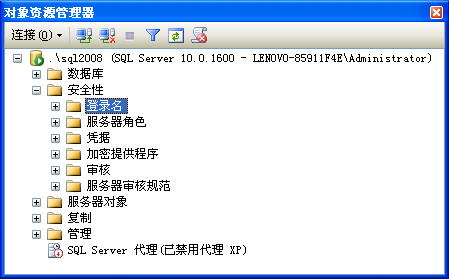 对象资源管理器
连接(O)
.\sql2008 (SQL Server 10.0.1600 - LENOVO-85911F4E\Administrator)
数据库
安全性
登录名
服务器角色
凭据
加密提供程序
审核
服务器审核规范
服务器对象
复制
管理
SQL Server 代理(已禁用代理 XP)